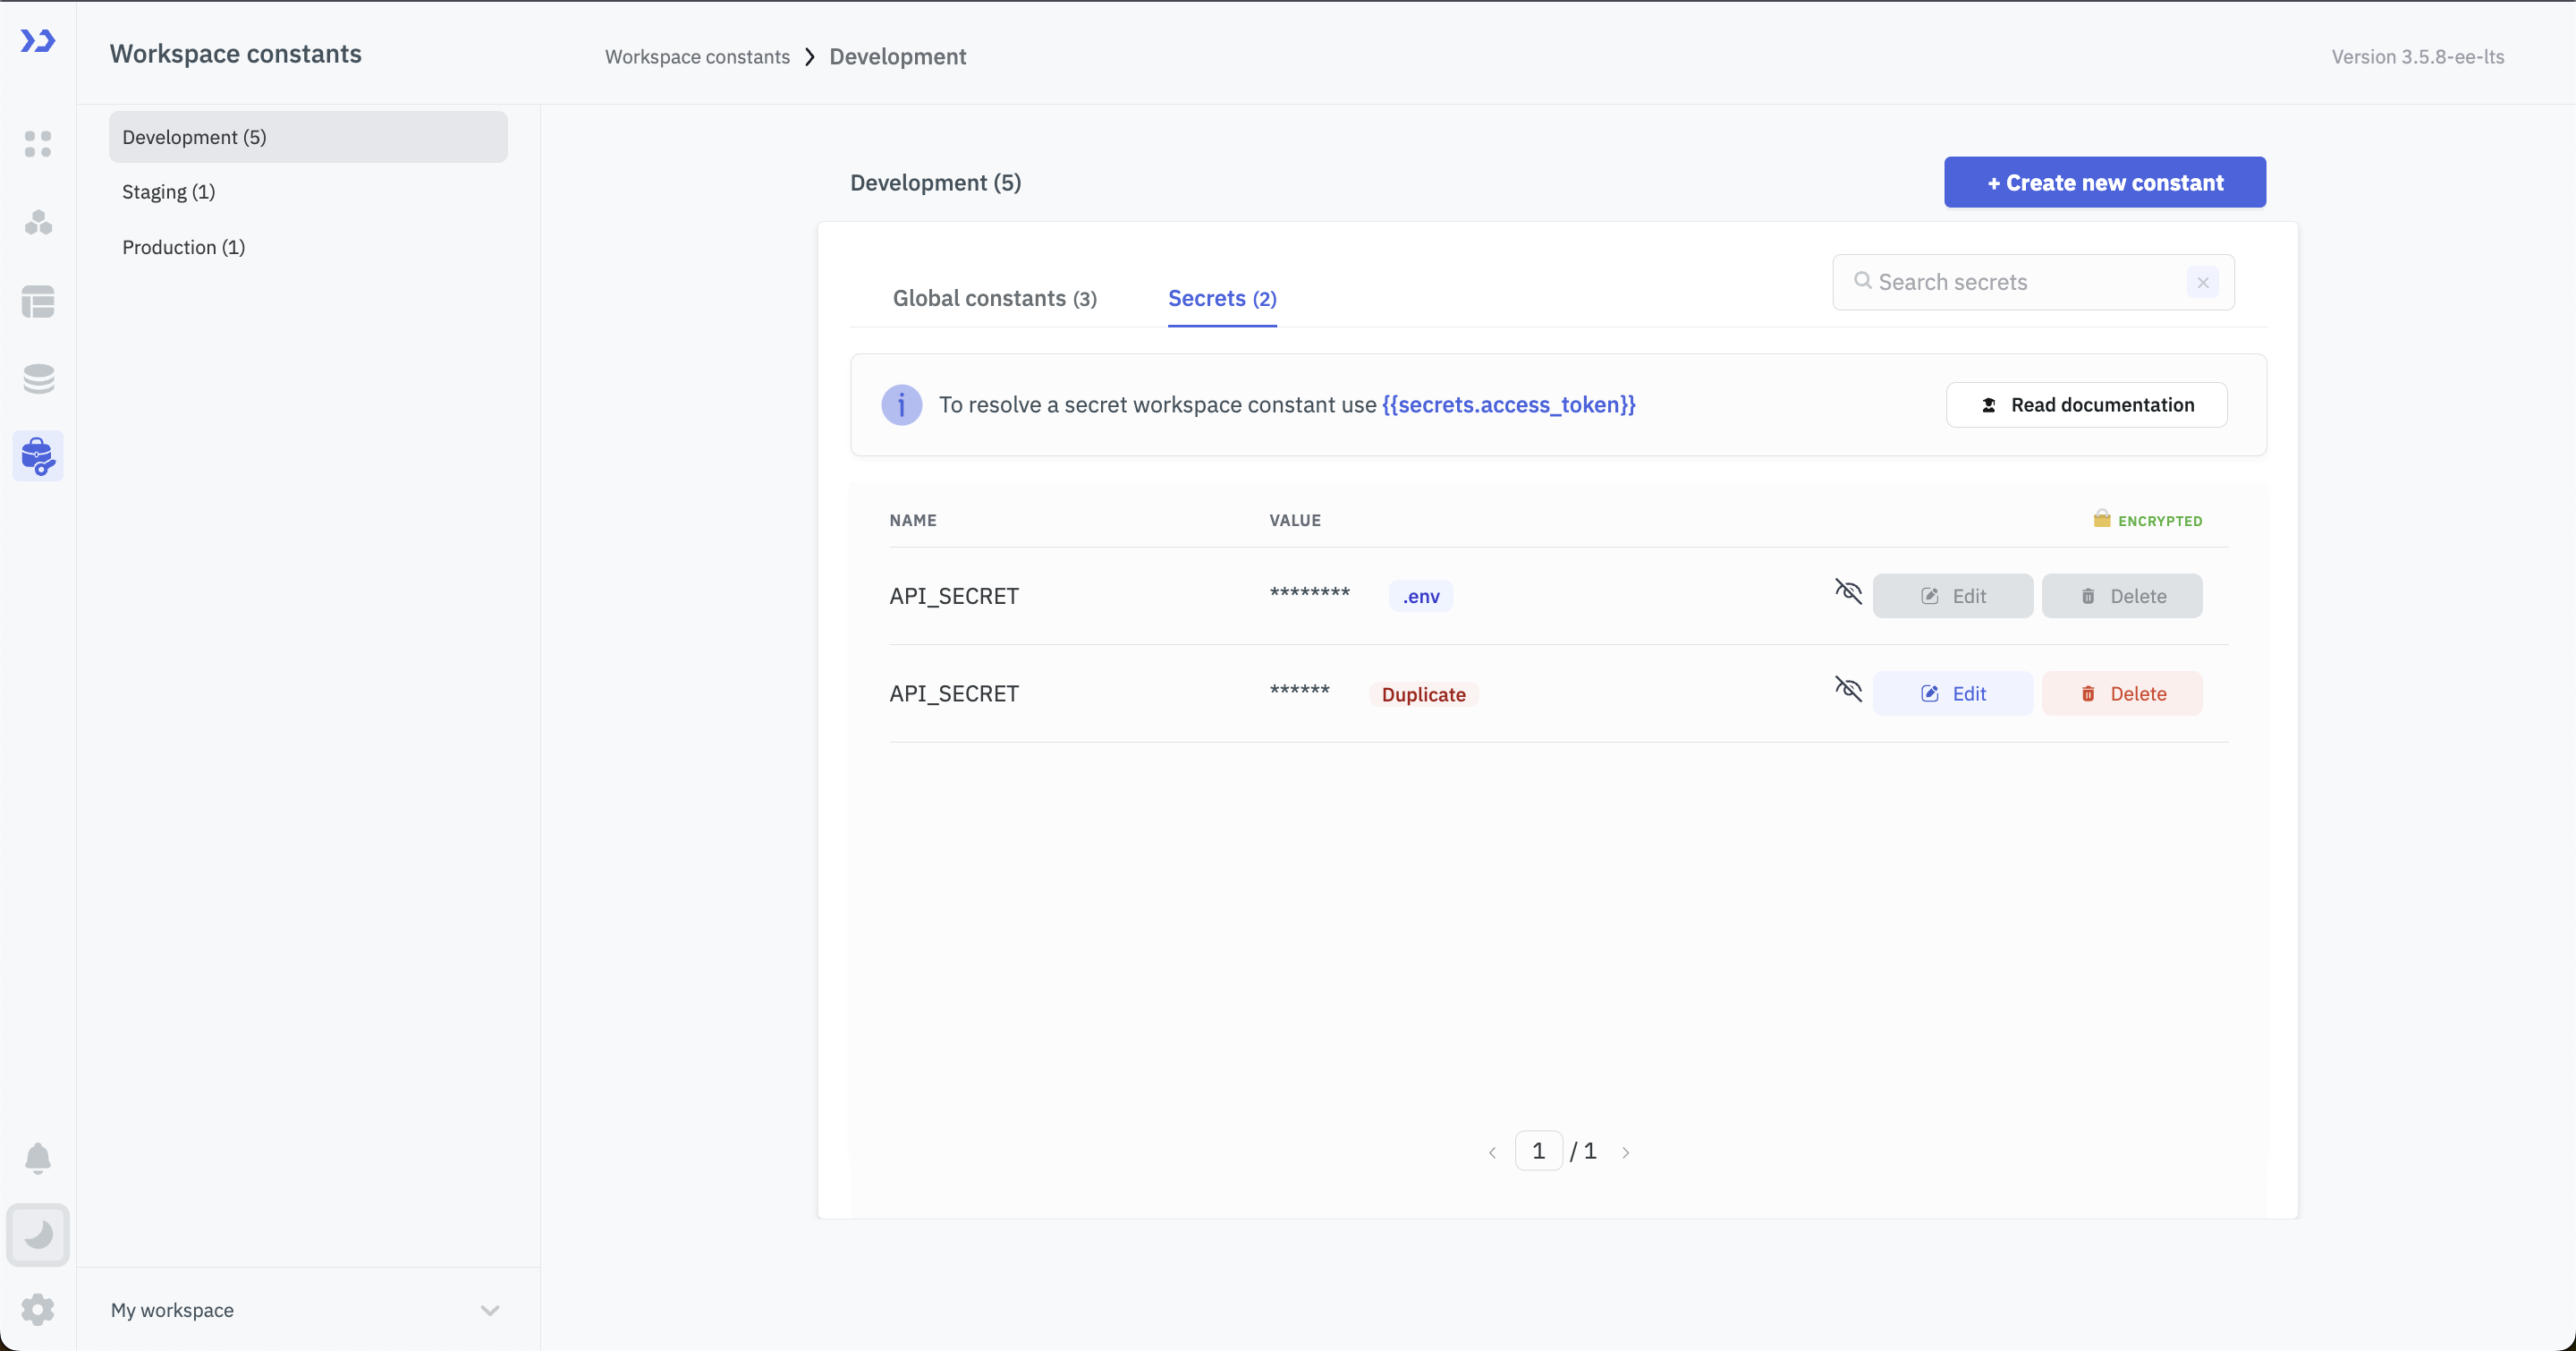 Workspace constants
Workspace constants > Development
Version 3.5.8-ee-lts
Development (5)
Staging (1)
Production (1)
Development (5)
+ Create new constant
Global constants (3)
Secrets (2)
Search secrets
To resolve a secret workspace constant use {{secrets.access_token}}
Read documentation
NAME VALUE ENCRYPTED
API_SECRET ******** .env Edit Delete
API_SECRET ****** Duplicate Edit Delete
1 / 1
My workspace